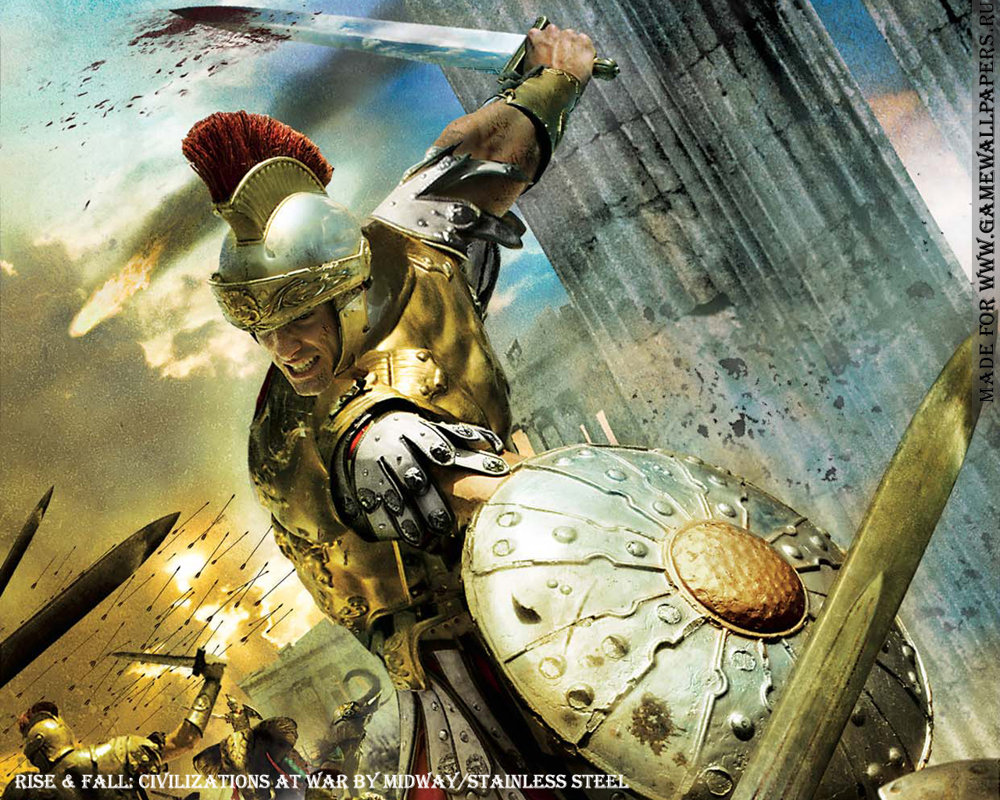 MADE FOR WWW.GAMEWALLPAPERS.RU
RISE & FALL: CIVILIZATIONS AT WAR BY MIDWAY/STAINLESS STEEL